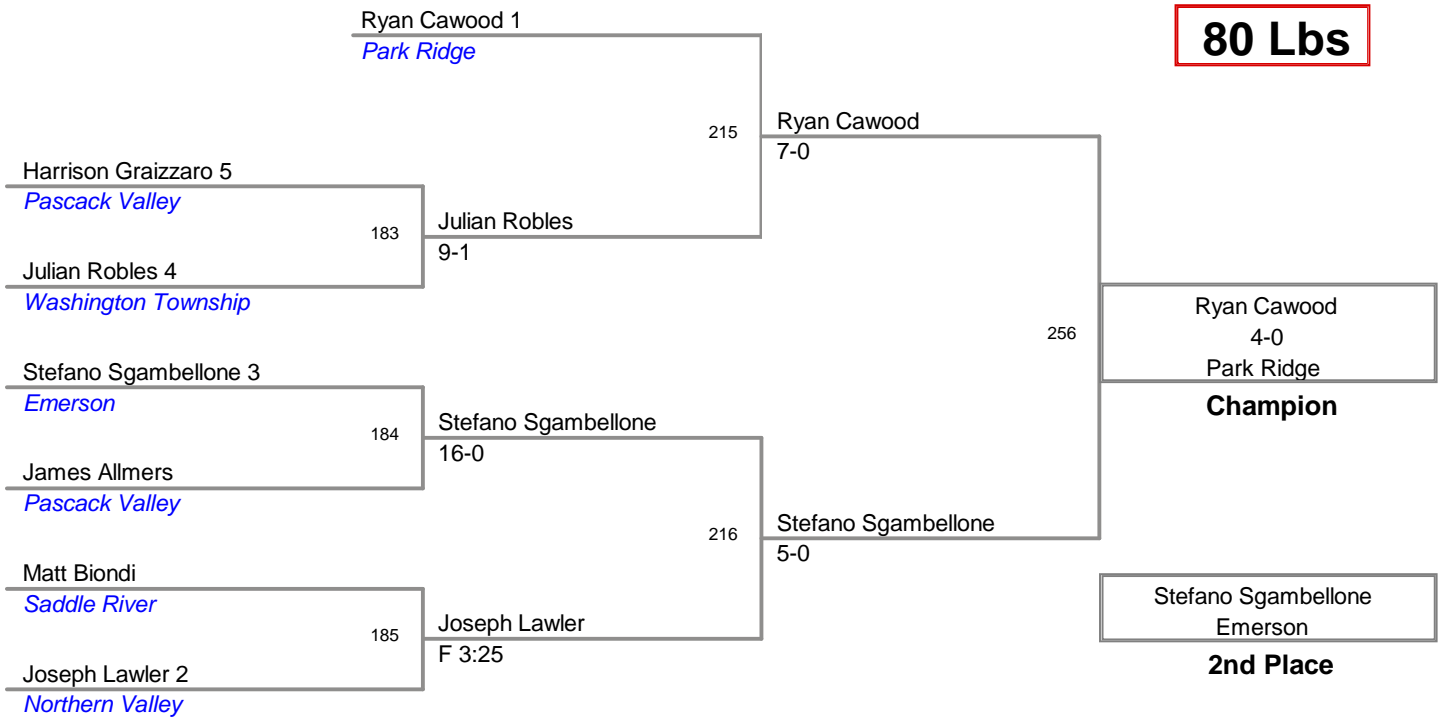 Ryan Cawood 1
Park Ridge
80 Lbs
215
Ryan Cawood
7-0
Harrison Graizzaro 5
Pascack Valley
183
Julian Robles
9-1
Julian Robles 4
Washington Township
256
Ryan Cawood
4-0
Park Ridge
Champion
Stefano Sgambellone 3
Emerson
184
Stefano Sgambellone
16-0
James Allmers
Pascack Valley
216
Stefano Sgambellone
5-0
Matt Biondi
Saddle River
185
Joseph Lawler
F 3:25
Joseph Lawler 2
Northern Valley
Stefano Sgambellone
Emerson
2nd Place